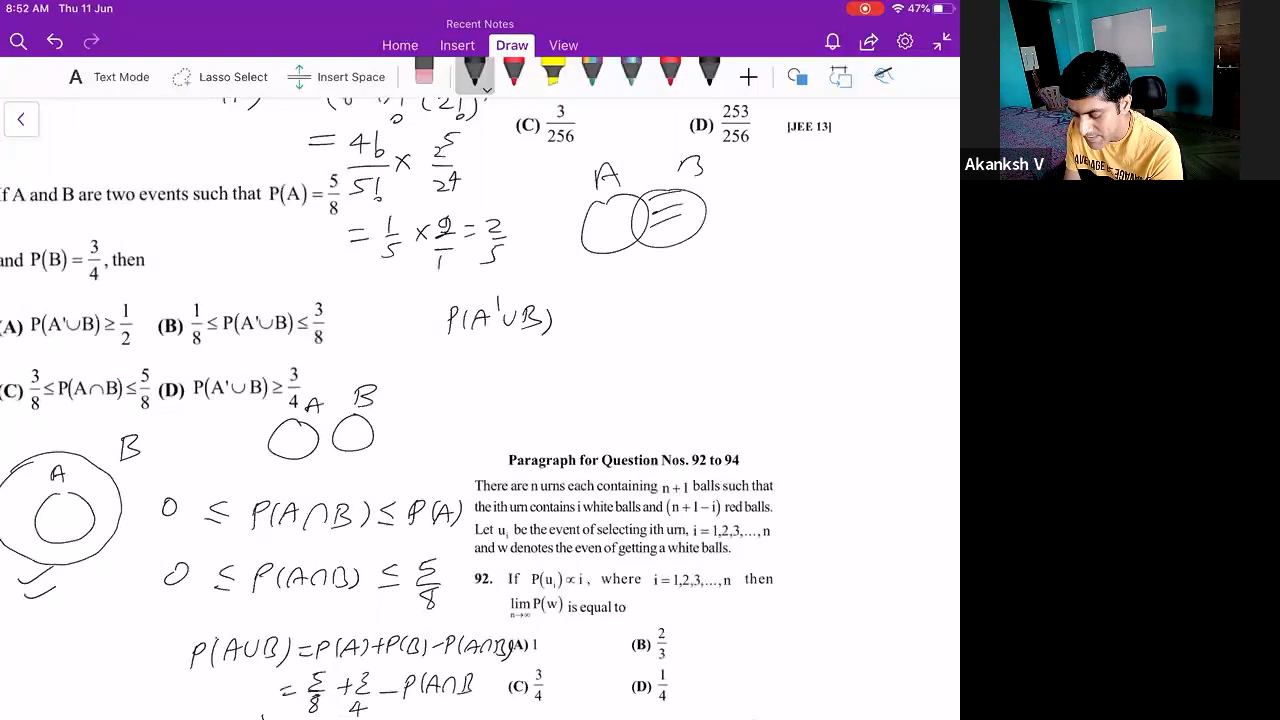 8:52 AM Thu 11 Jun
47%
Recent Notes
Home Insert Draw View
A Text Mode Lasso Select Insert Space
= 46/5! × 2/24
= 1/5 × 2/1 = 2/5
(C) 3/256 (D) 253/256 [JEE 13]
A B
If A and B are two events such that P(A) = 5/8
and P(B) = 3/4, then
(A) P(A'∪B) ≥ 1/2 (B) 1/8 ≤ P(A'∪B) ≤ 3/8
(C) 3/8 ≤ P(A∩B) ≤ 5/8 (D) P(A'∪B) ≥ 3/4
P(A'∪B)
A B
B
A
0 ≤ P(A∩B) ≤ P(A)
0 ≤ P(A∩B) ≤ 5/8
P(A∪B) = P(A)+P(B)−P(A∩B)
= 5/8 + 3/4 − P(A∩B
Paragraph for Question Nos. 92 to 94
There are n urns each containing n+1 balls such that
the ith urn contains i white balls and (n+1−i) red balls.
Let uᵢ be the event of selecting ith urn, i = 1,2,3,...,n
and w denotes the even of getting a white balls.
92. If P(uᵢ) ∝ i, where i = 1,2,3,...,n then
lim n→∞ P(w) is equal to
(A) 1 (B) 2/3
(C) 3/4 (D) 1/4
Akanksh V